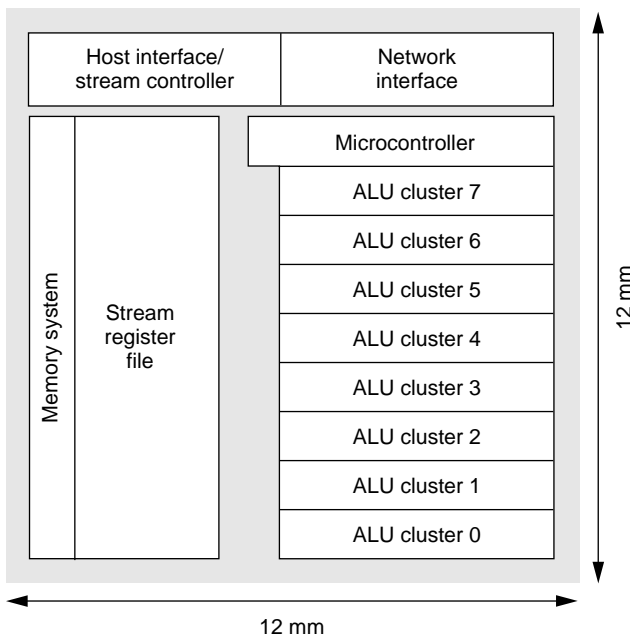 Host interface/
stream controller
Network
interface
Microcontroller
ALU cluster 7
ALU cluster 6
ALU cluster 5
ALU cluster 4
ALU cluster 3
ALU cluster 2
ALU cluster 1
ALU cluster 0
Memory system
Stream
register
file
12 mm
12 mm